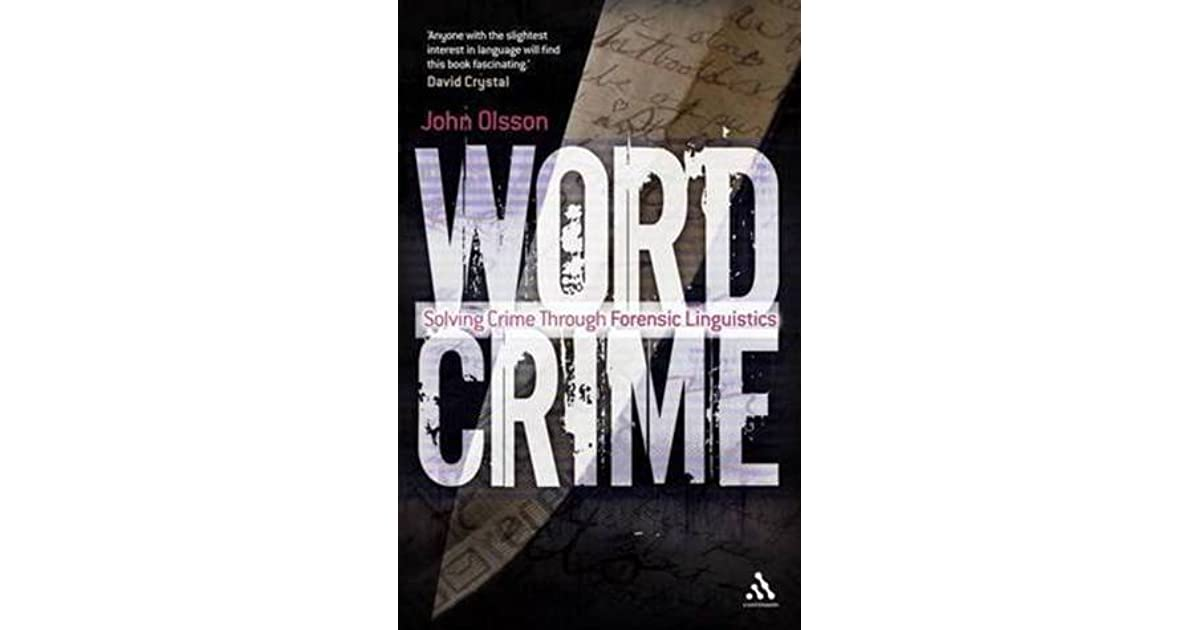 'Anyone with the slightest
interest in language will find
this book fascinating.'
David Crystal
John Olsson
WORD
Solving Crime Through Forensic Linguistics
CRIME